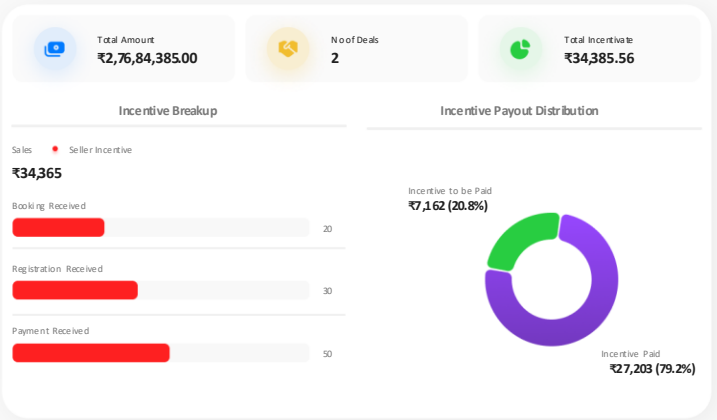 Total Amount
₹2,76,84,385.00
No of Deals
2
Total Incentivate
₹34,385.56
Incentive Breakup
Sales
Seller Incentive
₹34,365
Booking Received
20
Registration Received
30
Payment Received
50
Incentive Payout Distribution
Incentive to be Paid
₹7,162 (20.8%)
Incentive Paid
₹27,203 (79.2%)